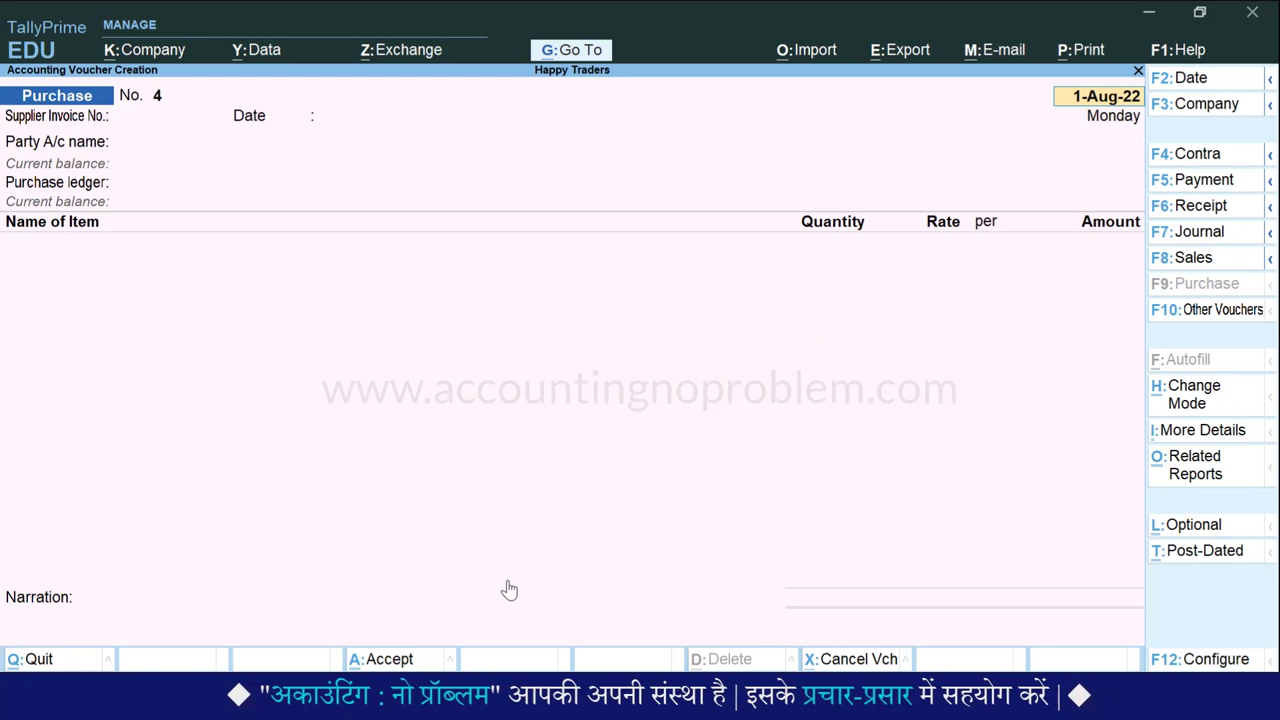 TallyPrime
EDU
MANAGE
K:Company Y:Data Z:Exchange G:Go To O:Import E:Export M:E-mail P:Print F1:Help
Accounting Voucher Creation Happy Traders
Purchase No. 4 1-Aug-22
Supplier Invoice No.: Date : Monday
Party A/c name:
Current balance:
Purchase ledger:
Current balance:
Name of Item Quantity Rate per Amount
www.accountingnoproblem.com
Narration:
F2:Date
F3:Company
F4:Contra
F5:Payment
F6:Receipt
F7:Journal
F8:Sales
F9:Purchase
F10:Other Vouchers
F:Autofill
H:Change
Mode
I:More Details
O:Related
Reports
L:Optional
T:Post-Dated
Q:Quit A:Accept D:Delete X:Cancel Vch F12:Configure
"अकाउंटिंग : नो प्रॉब्लम" आपकी अपनी संस्था है | इसके प्रचार-प्रसार में सहयोग करें |